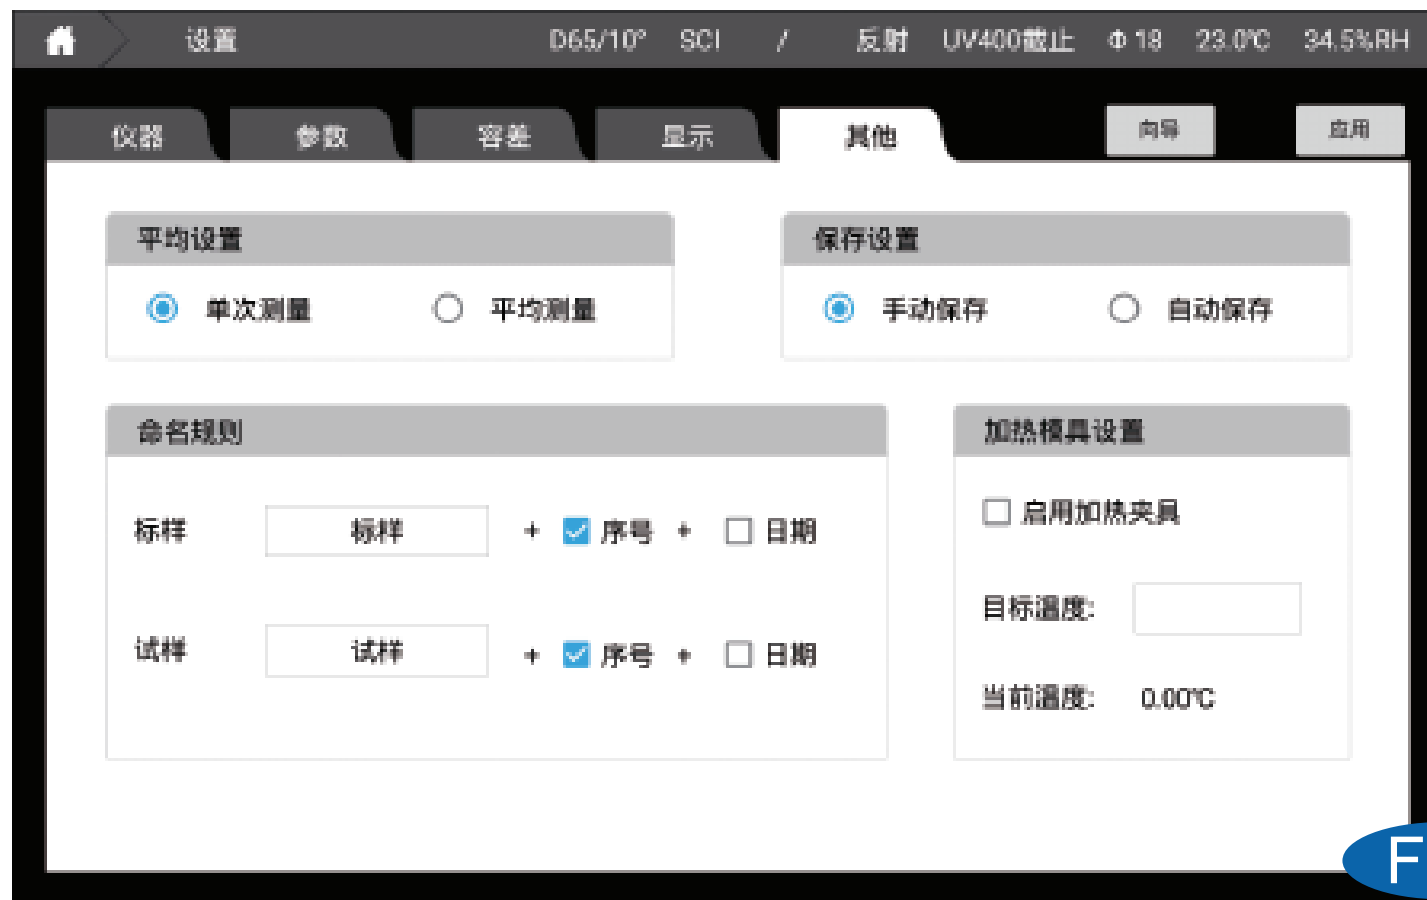 设置 D65/10° SCI / 反射 UV400截止 Φ18 23.0℃ 34.5%RH
仪器 参数 容差 显示 其他 向导 应用
平均设置 保存设置
单次测量 平均测量 手动保存 自动保存
命名规则 加热模具设置
启用加热夹具
标样 标样 + 序号 + 日期
目标温度:
试样 试样 + 序号 + 日期
当前温度: 0.00℃
F